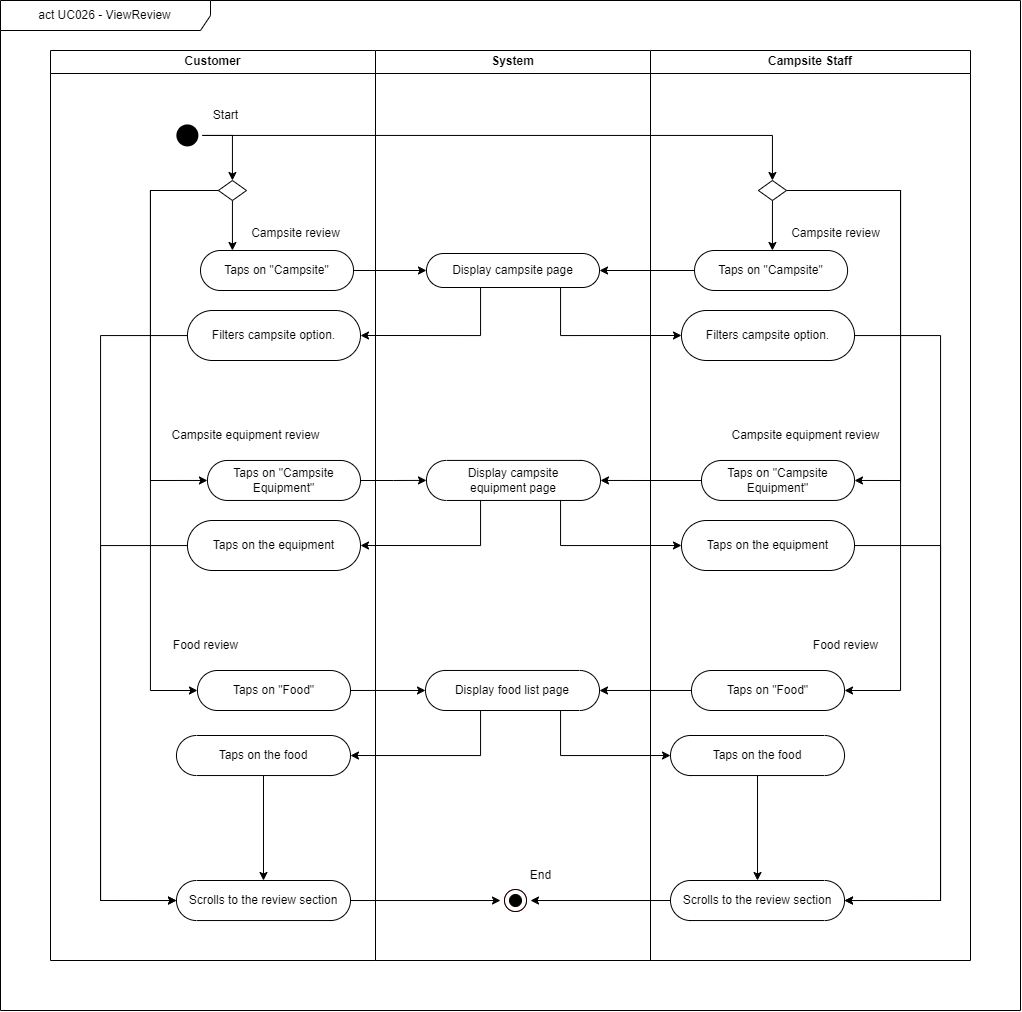 act UC026 - ViewReview
Customer
System
Campsite Staff
Start
Campsite review
Campsite review
Taps on "Campsite"
Display campsite page
Taps on "Campsite"
Filters campsite option.
Filters campsite option.
Campsite equipment review
Campsite equipment review
Taps on "Campsite
Equipment"
Display campsite
equipment page
Taps on "Campsite
Equipment"
Taps on the equipment
Taps on the equipment
Food review
Food review
Taps on "Food"
Display food list page
Taps on "Food"
Taps on the food
Taps on the food
End
Scrolls to the review section
Scrolls to the review section